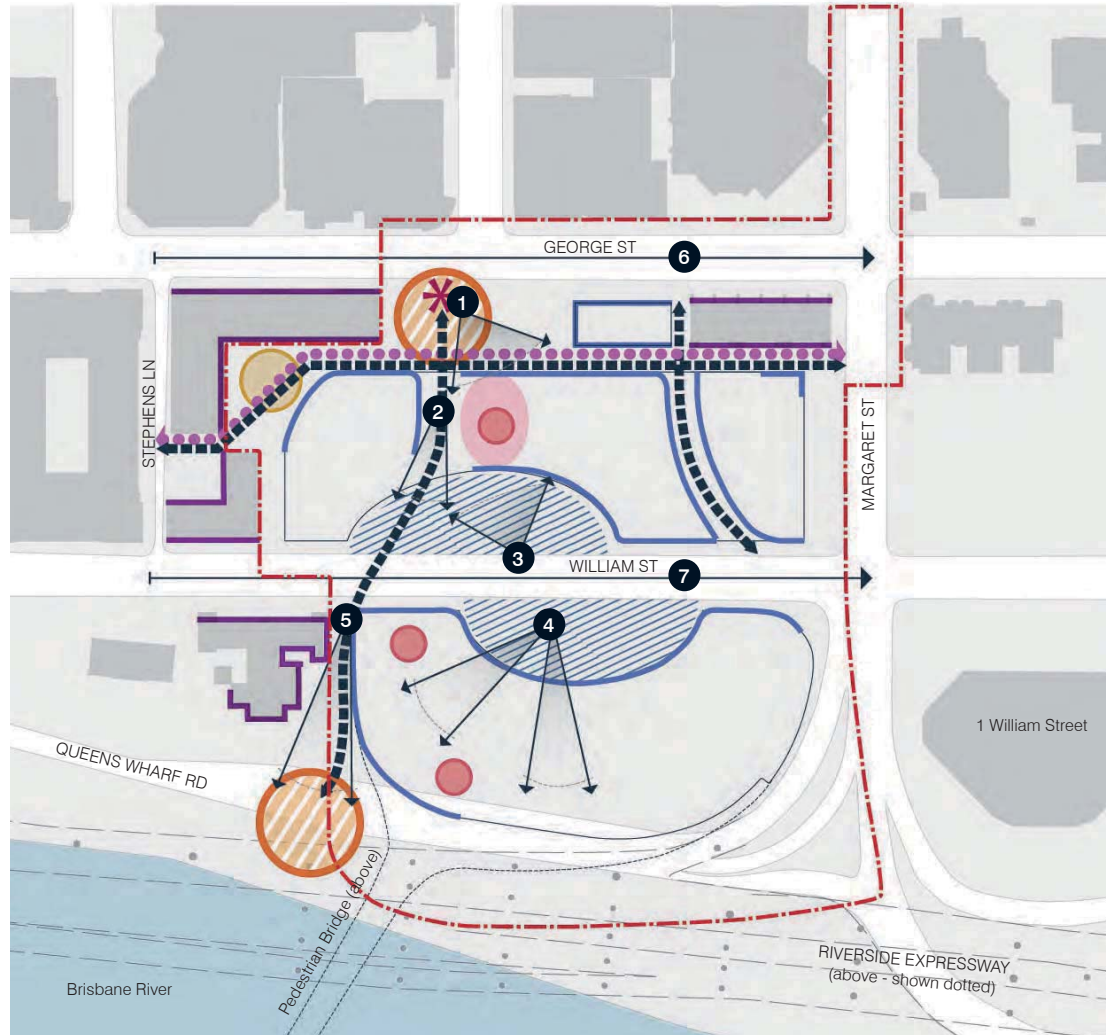 GEORGE ST
6
1
STEPHENS LN
2
MARGARET ST
3
WILLIAM ST
7
5
4
1 William Street
QUEENS WHARF RD
Pedestrian Bridge (above)
RIVERSIDE EXPRESSWAY
(above - shown dotted)
Brisbane River